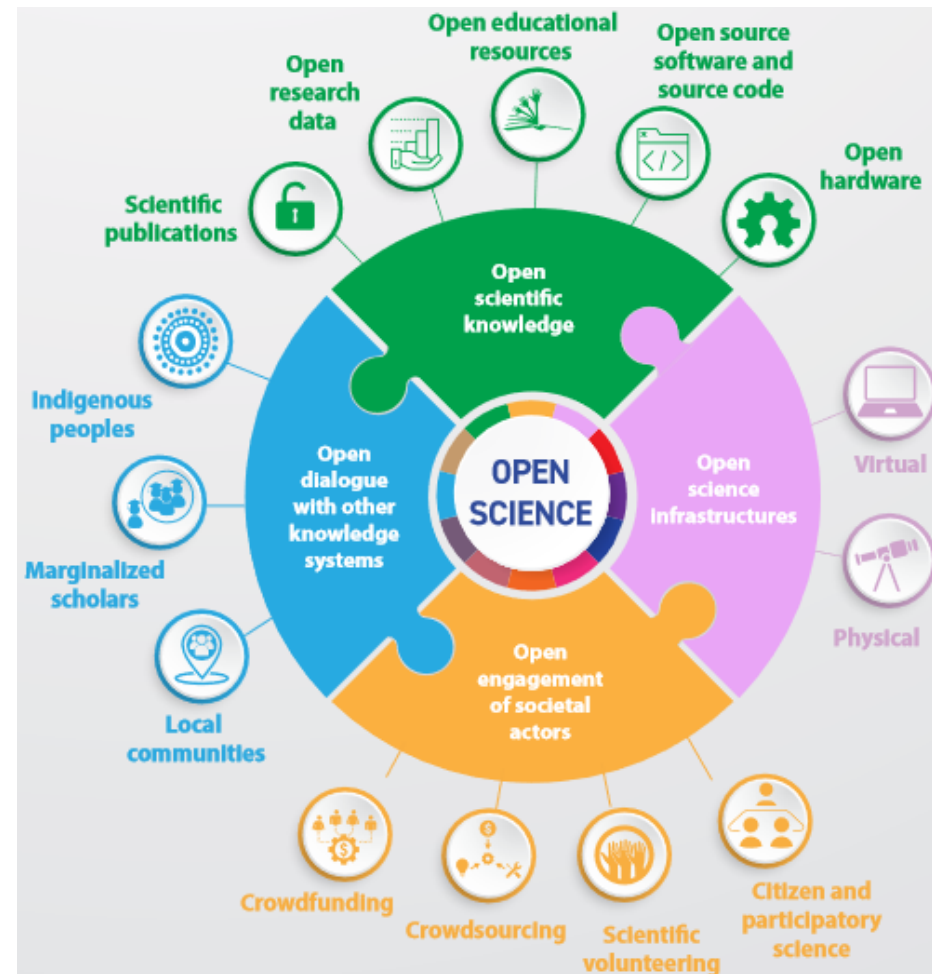 Open educational
resources
Open source
software and
source code
Open
research
data
Open
hardware
Scientific
publications
Open
scientific
knowledge
Indigenous
peoples
Virtual
Open
dialogue
with other
knowledge
systems
OPEN
SCIENCE
Open
science
infrastructures
Marginalized
scholars
Physical
Open
engagement
of societal
actors
Local
communities
Crowdfunding
Crowdsourcing
Scientific
volunteering
Citizen and
participatory
science